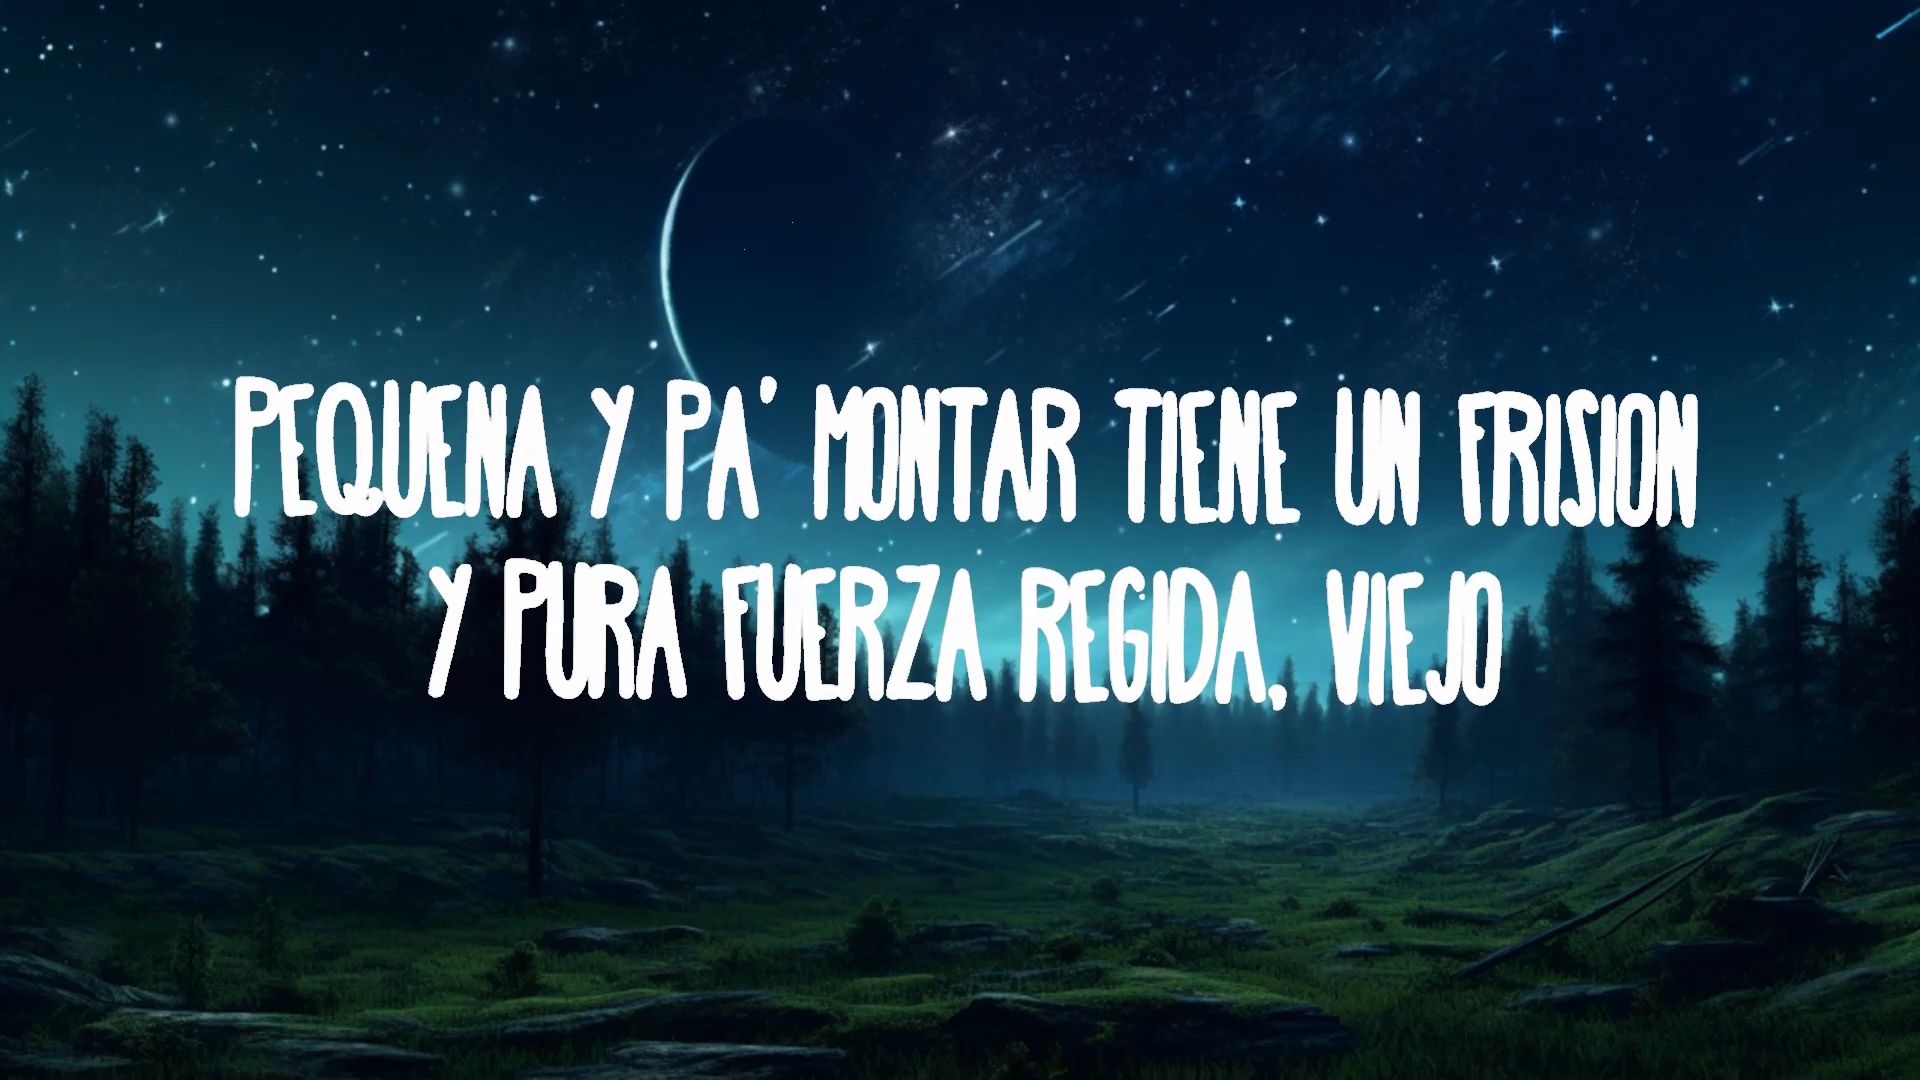 PEQUENA Y PA' MONTAR TIENE UN FRISION
Y PURA FUERZA REGIDA, VIEJO